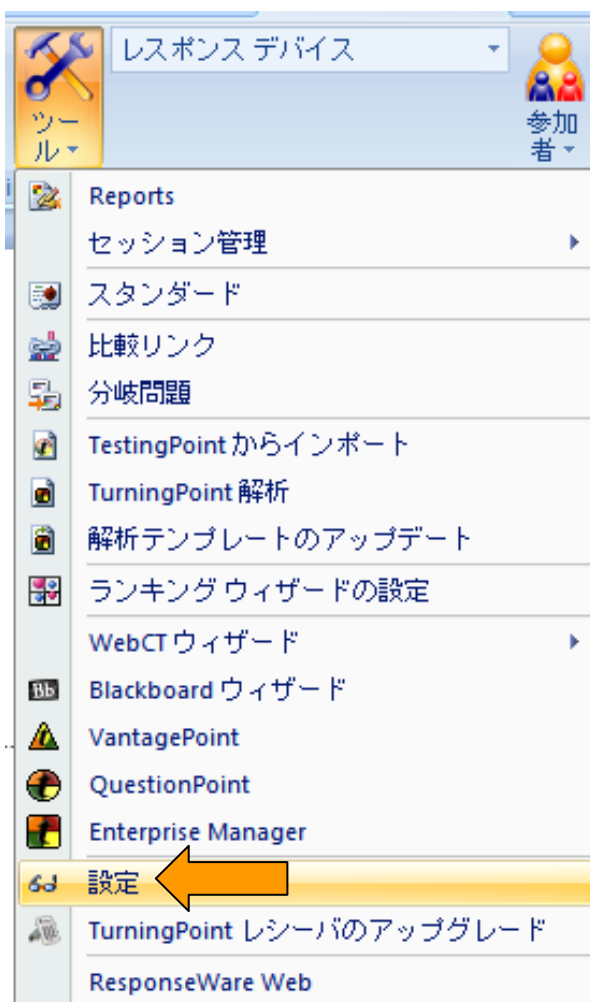 レスポンス デバイス
ツー
ル
参加
者
Reports
セッション管理
スタンダード
比較リンク
分岐問題
TestingPoint からインポート
TurningPoint 解析
解析テンプレートのアップデート
ランキング ウィザードの設定
WebCT ウィザード
Bb
Blackboard ウィザード
VantagePoint
QuestionPoint
Enterprise Manager
設定
TurningPoint レシーバのアップグレード
ResponseWare Web